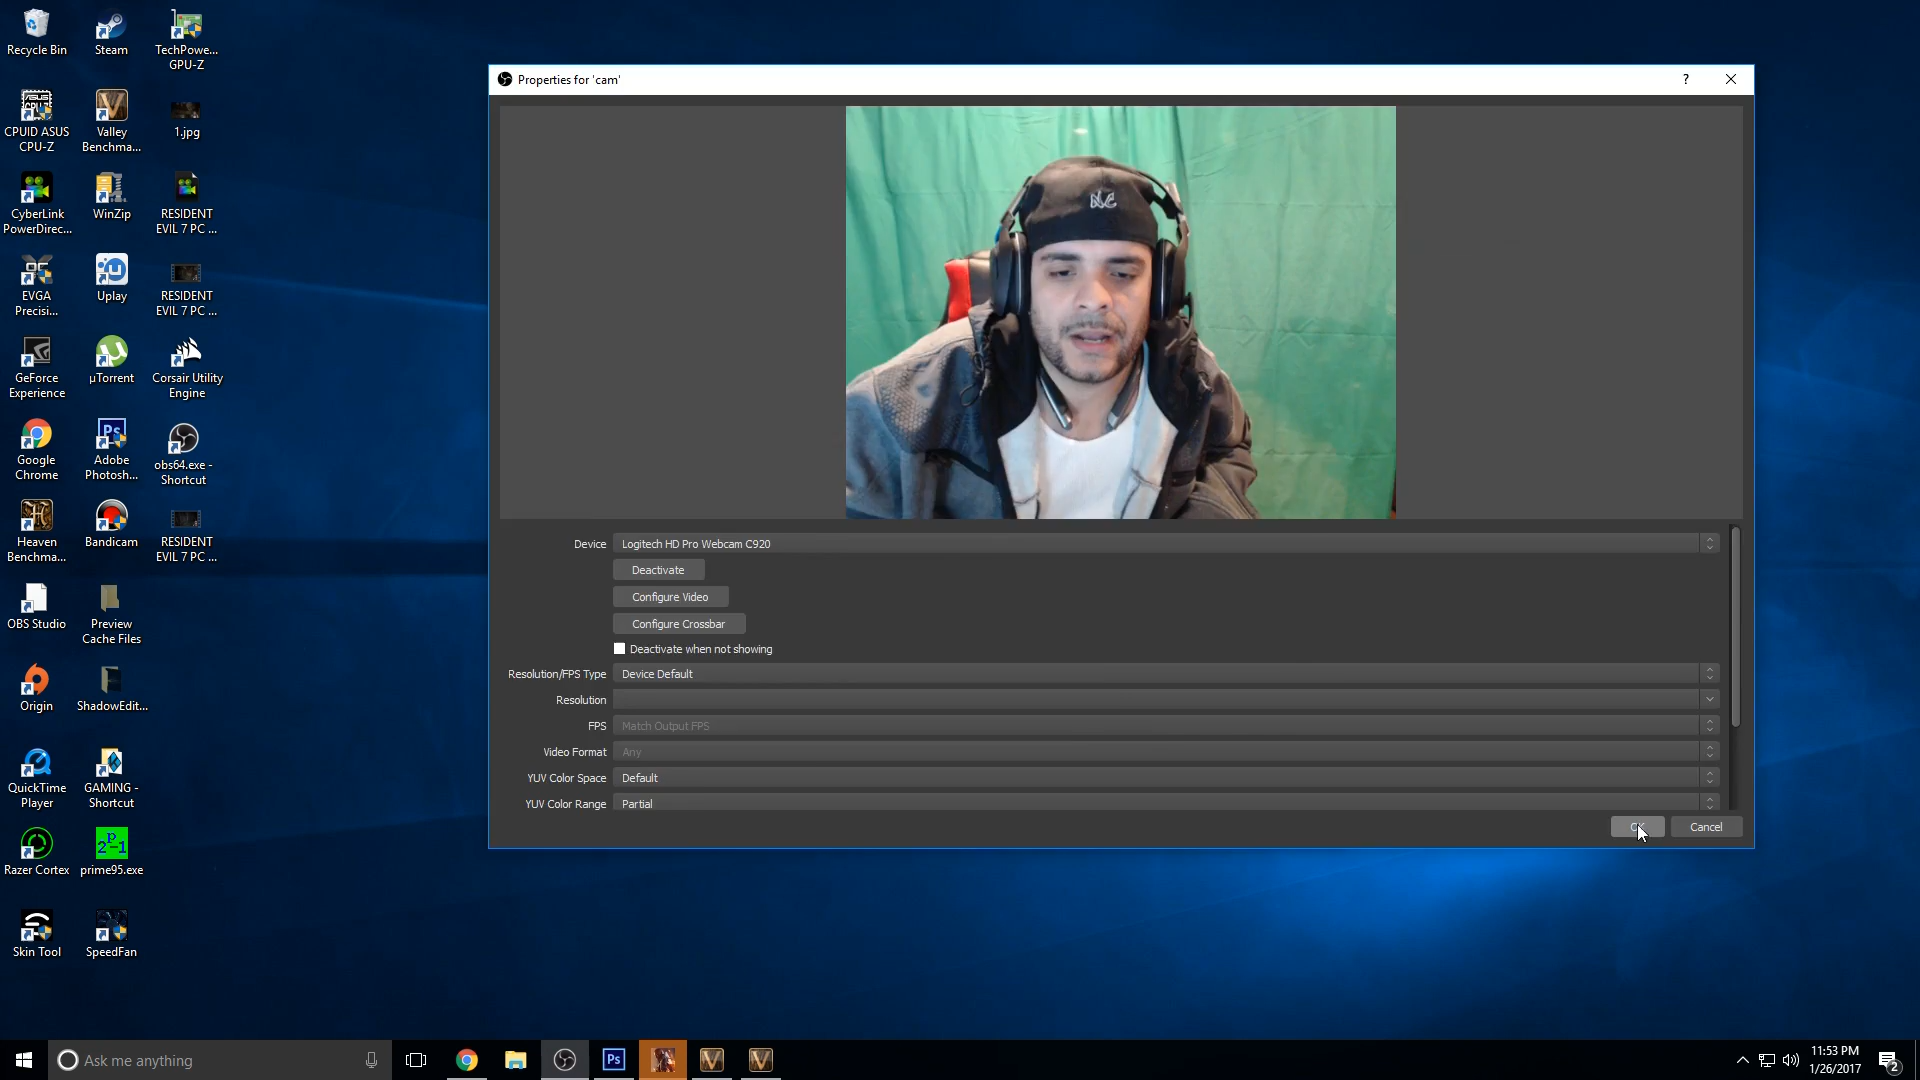 Recycle Bin
Steam
TechPowe...
GPU-Z
CPUID ASUS
CPU-Z
Valley
Benchma...
1.jpg
CyberLink
PowerDirec...
WinZip
RESIDENT
EVIL 7 PC ...
EVGA
Precisi...
Uplay
RESIDENT
EVIL 7 PC ...
GeForce
Experience
µTorrent
Corsair Utility
Engine
Google
Chrome
Adobe
Photosh...
obs64.exe -
Shortcut
Heaven
Benchma...
Bandicam
RESIDENT
EVIL 7 PC ...
OBS Studio
Preview
Cache Files
Origin
ShadowEdit...
QuickTime
Player
GAMING -
Shortcut
Razer Cortex
prime95.exe
Skin Tool
SpeedFan
Properties for 'cam'
?
Device
Logitech HD Pro Webcam C920
Deactivate
Configure Video
Configure Crossbar
Deactivate when not showing
Resolution/FPS Type
Device Default
Resolution
FPS
Match Output FPS
Video Format
Any
YUV Color Space
Default
YUV Color Range
Partial
OK
Cancel
Ask me anything
Ps
11:53 PM
1/26/2017
2